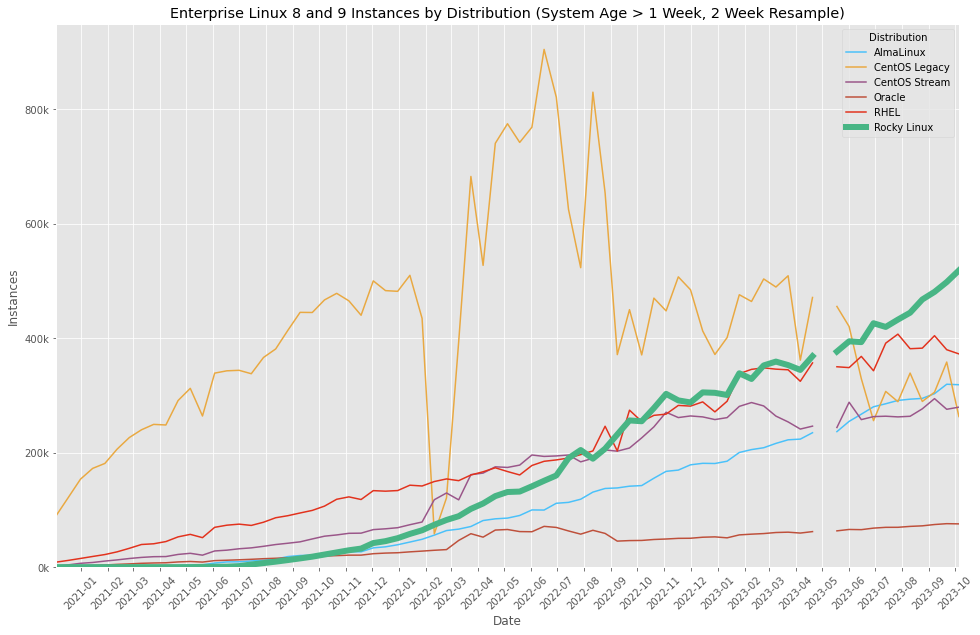 Enterprise Linux 8 and 9 Instances by Distribution (System Age > 1 Week, 2 Week Resample)
Distribution
AlmaLinux
CentOS Legacy
CentOS Stream
Oracle
RHEL
Rocky Linux
Instances
800k
600k
400k
200k
0k
2021-01
2021-02
2021-03
2021-04
2021-05
2021-06
2021-07
2021-08
2021-09
2021-10
2021-11
2021-12
2022-01
2022-02
2022-03
2022-04
2022-05
2022-06
2022-07
2022-08
2022-09
2022-10
2022-11
2022-12
2023-01
2023-02
2023-03
2023-04
2023-05
2023-06
2023-07
2023-08
2023-09
2023-10
Date